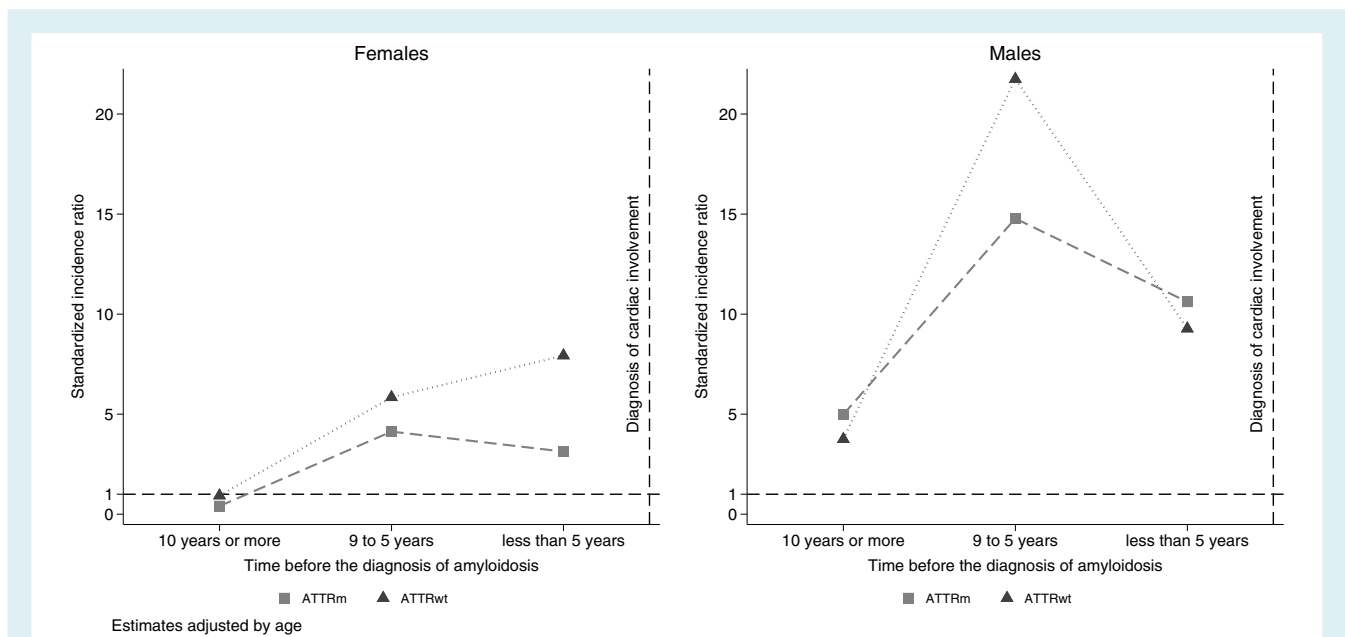 Females
Standardized incidence ratio
20
15
10
5
1
0
Diagnosis of cardiac involvement
10 years or more
9 to 5 years
less than 5 years
Time before the diagnosis of amyloidosis
ATTRm
ATTRwt
Males
Standardized incidence ratio
20
15
10
5
1
0
Diagnosis of cardiac involvement
10 years or more
9 to 5 years
less than 5 years
Time before the diagnosis of amyloidosis
ATTRm
ATTRwt
Estimates adjusted by age